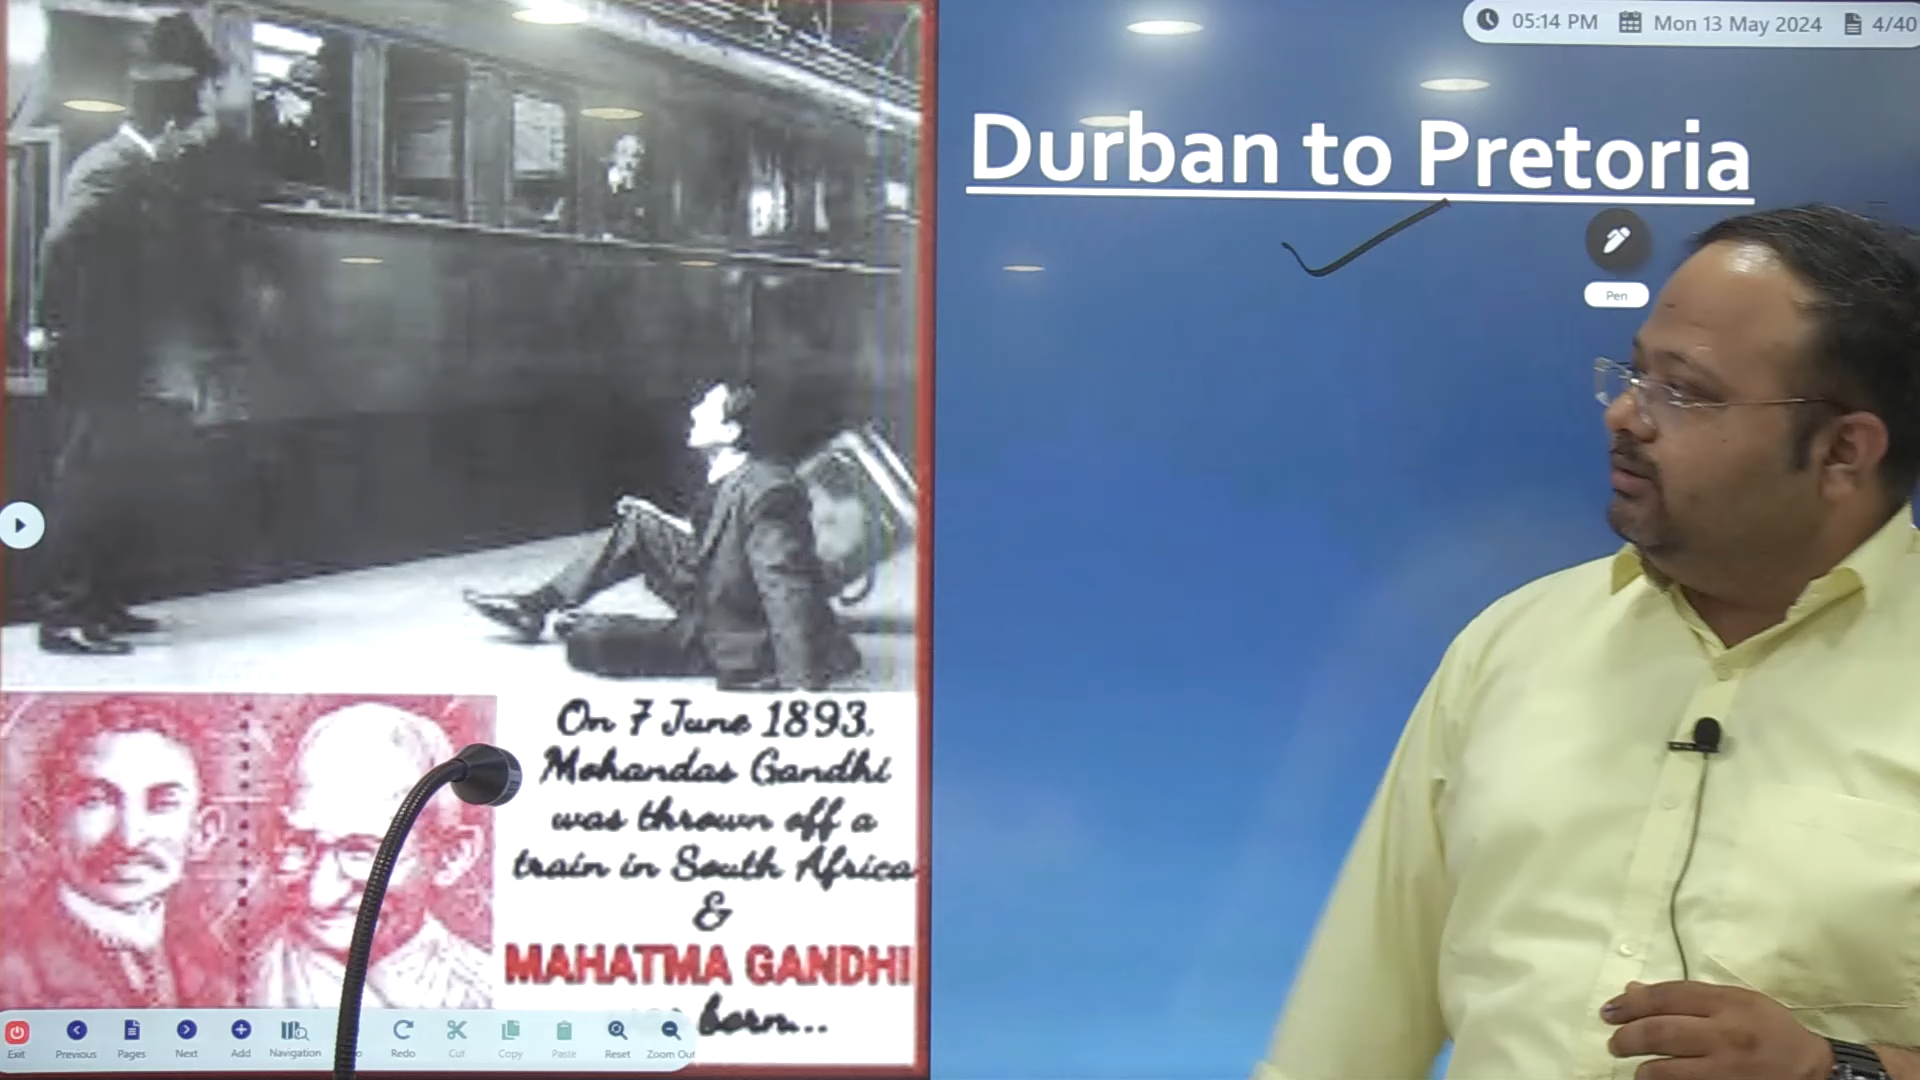 05:14 PM Mon 13 May 2024 4/40
Durban to Pretoria
Pen
On 7 June 1893,
Mohandas Gandhi
was thrown off a
train in South Africa
&
MAHATMA GANDHI
born...
Exit Previous Pages Next Add Navigation Redo Cut Copy Paste Reset Zoom Out